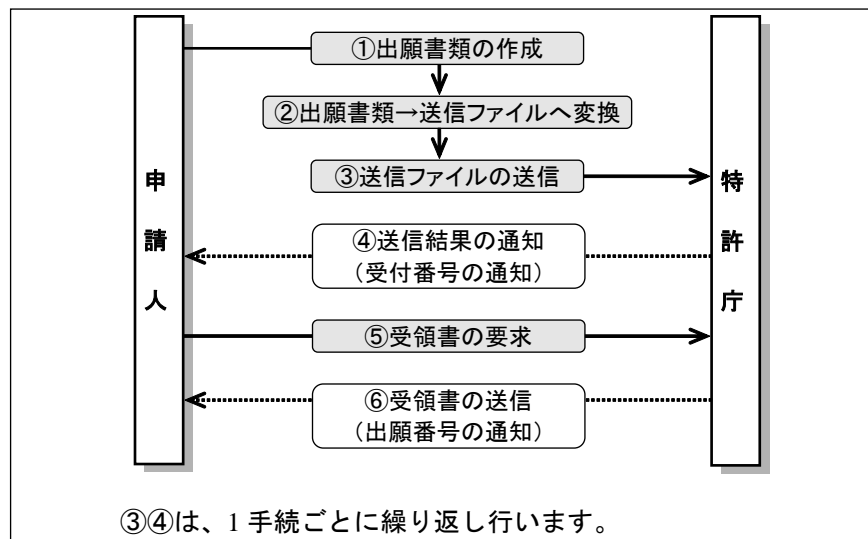 ①出願書類の作成
②出願書類→送信ファイルへ変換
③送信ファイルの送信
申請人
特許庁
④送信結果の通知
（受付番号の通知）
⑤受領書の要求
⑥受領書の送信
（出願番号の通知）
③④は、1 手続ごとに繰り返し行います。